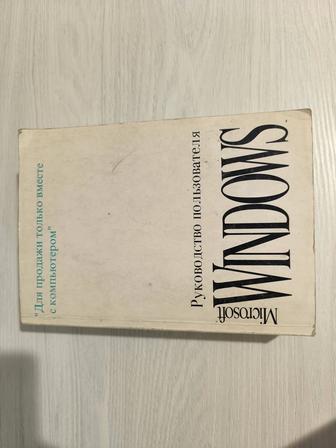 "Для продажи только вместе
с компьютером"
Руководство пользователя
Microsoft
WINDOWS